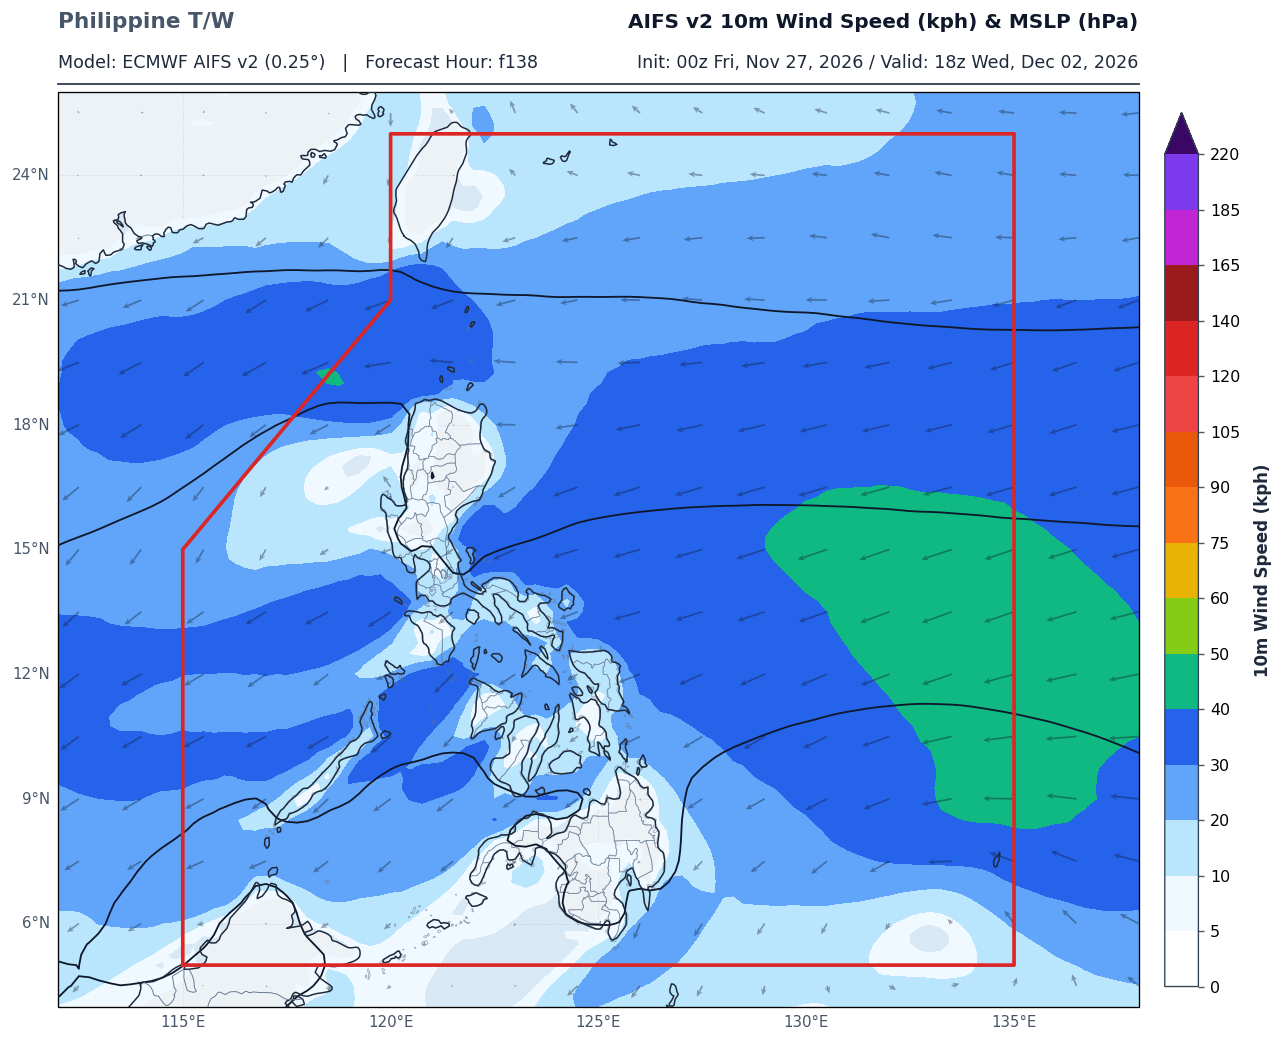 Philippine T/W
AIFS v2 10m Wind Speed (kph) & MSLP (hPa)
Model: ECMWF AIFS v2 (0.25°) | Forecast Hour: f138
Init: 00z Fri, Nov 27, 2026 / Valid: 18z Wed, Dec 02, 2026
24°N
21°N
18°N
15°N
12°N
9°N
6°N
115°E
120°E
125°E
130°E
135°E
220
185
165
140
120
105
90
75
60
50
40
30
20
10
5
0
10m Wind Speed (kph)